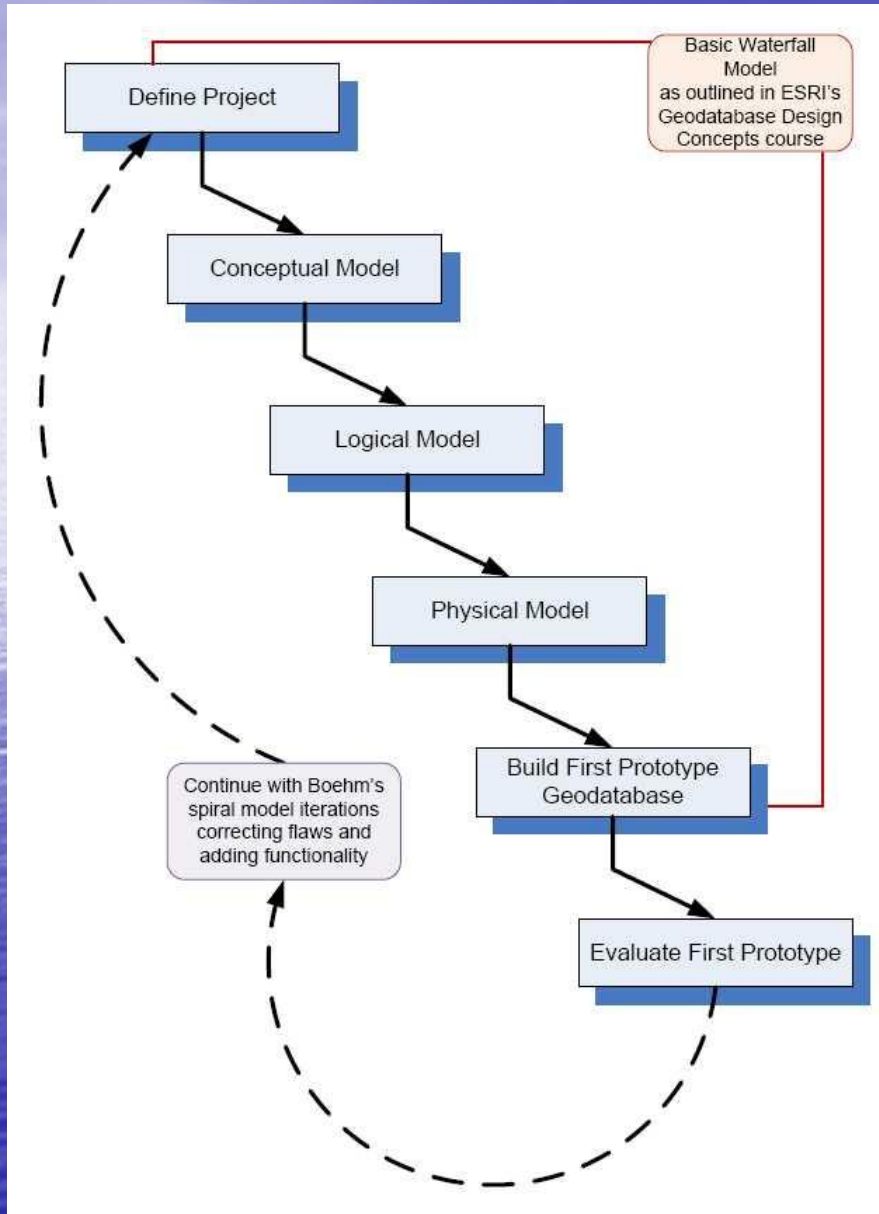 Basic Waterfall
Model
as outlined in ESRI's
Geodatabase Design
Concepts course
Define Project
Conceptual Model
Logical Model
Physical Model
Build First Prototype
Geodatabase
Continue with Boehm's
spiral model iterations
correcting flaws and
adding functionality
Evaluate First Prototype